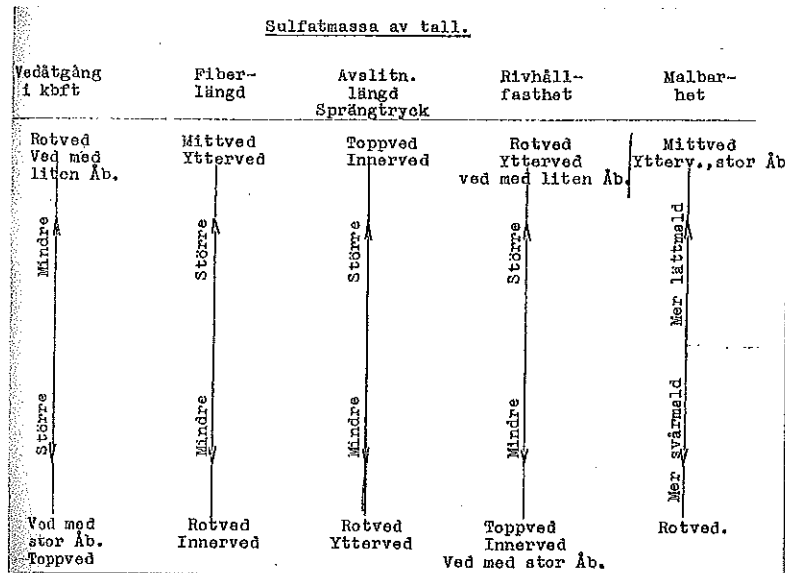 Sulfatmassa av tall.
Vedåtgång
i kbft
Fiber-
längd
Avslitn.
längd
Sprängtryck
Rivhåll-
fasthet
Malbar-
het
Rotved
Ved med
liten Åb.
Mittved
Ytterved
Toppved
Innerved
Rotved
Ytterved
ved med liten Åb.
Mittved
Ytterv.,stor Åb
Mindre
Större
Större
Större
Mer lättmald
Större
Mindre
Mindre
Mindre
Mer svårmald
Ved med
stor Åb.
Toppved
Rotved
Innerved
Rotved
Ytterved
Toppved
Innerved
Ved med stor Åb.
Rotved.